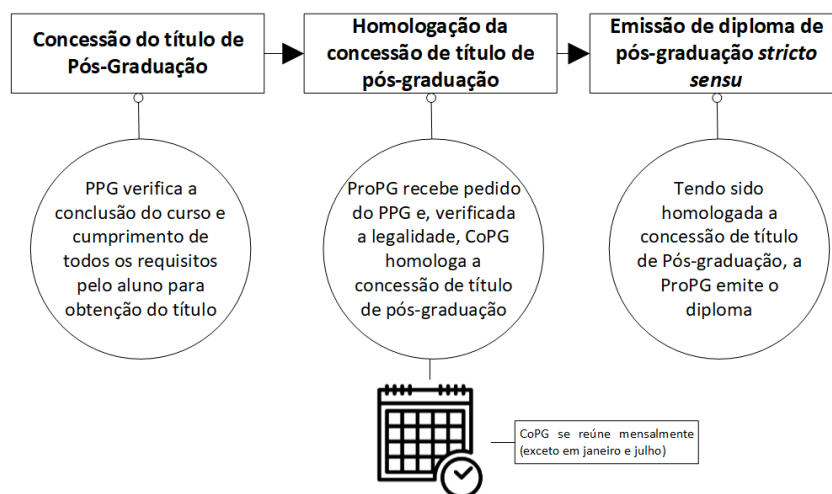 Concessão do título de
Pós-Graduação
Homologação da
concessão de título de
pós-graduação
Emissão de diploma de
pós-graduação stricto
sensu
PPG verifica a
conclusão do curso e
cumprimento de
todos os requisitos
pelo aluno para
obtenção do título
ProPG recebe pedido
do PPG e, verificada
a legalidade, CoPG
homologa a
concessão de título
de pós-graduação
Tendo sido
homologada a
concessão de título
de Pós-graduação, a
ProPG emite o
diploma
CoPG se reúne mensalmente
(exceto em janeiro e julho)